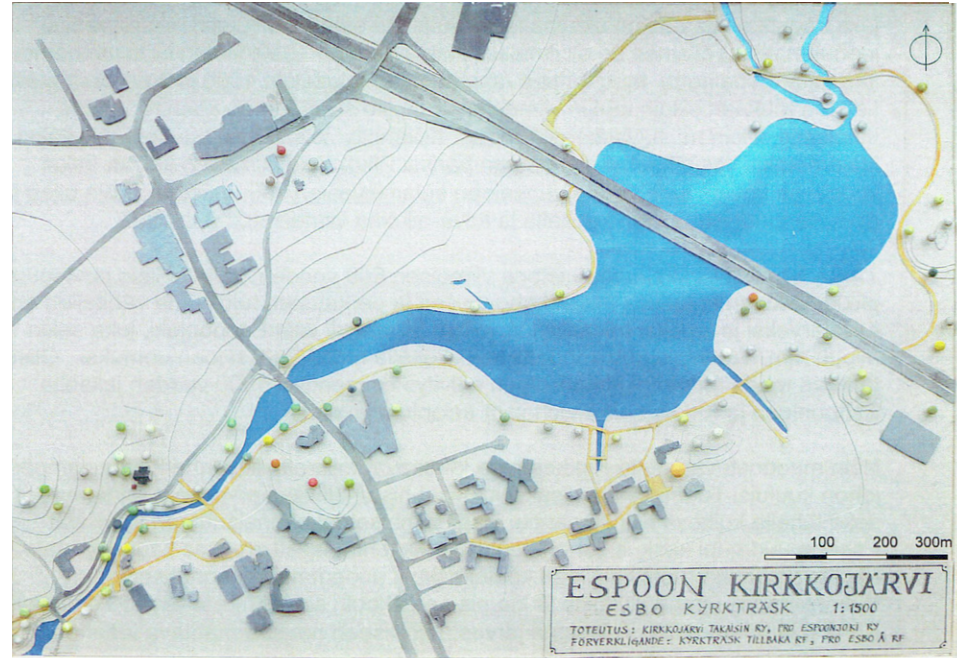 100 200 300m
ESPOON KIRKKOJÄRVI
ESBO KYRKTRÄSK 1:1500
TOTEUTUS: KIRKKOJÄRVI TAKAISIN RY, PRO ESPOONJOKI RY
FÖRVERKLIGANDE: KYRKTRÄSK TILLBAKA RF, PRO ESBO Å RF